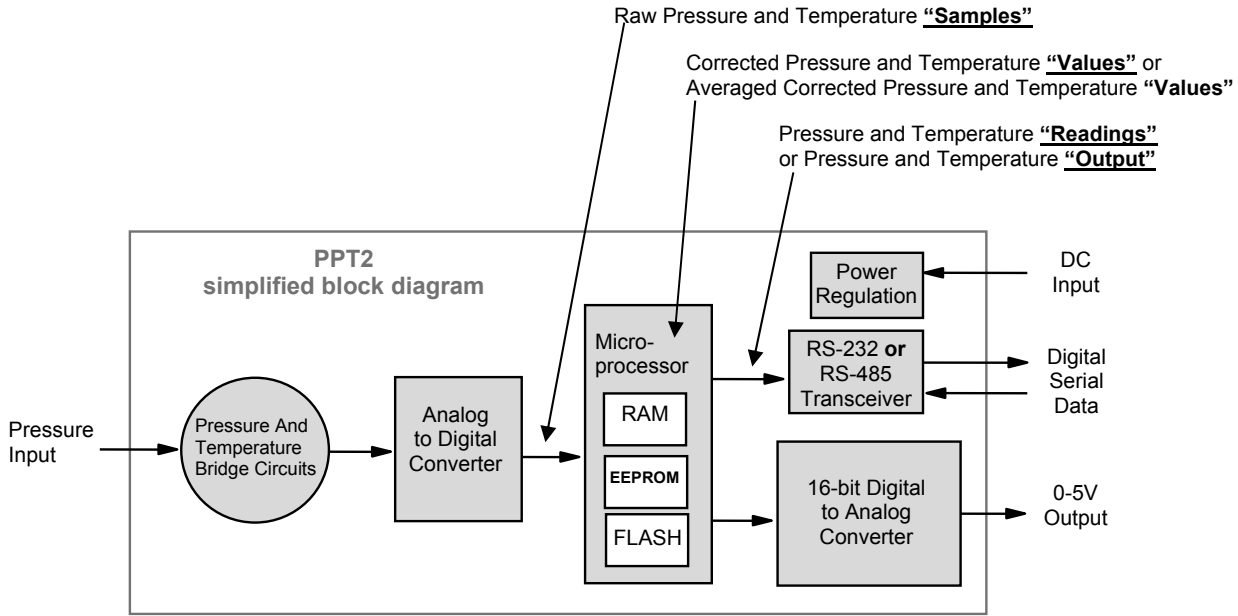 Raw Pressure and Temperature “Samples”
Corrected Pressure and Temperature “Values” or
Averaged Corrected Pressure and Temperature “Values”
Pressure and Temperature “Readings”
or Pressure and Temperature “Output”
PPT2
simplified block diagram
Pressure
Input
Pressure And
Temperature
Bridge Circuits
Analog
to Digital
Converter
Micro-
processor
RAM
EEPROM
FLASH
Power
Regulation
DC
Input
RS-232 or
RS-485
Transceiver
Digital
Serial
Data
16-bit Digital
to Analog
Converter
0-5V
Output